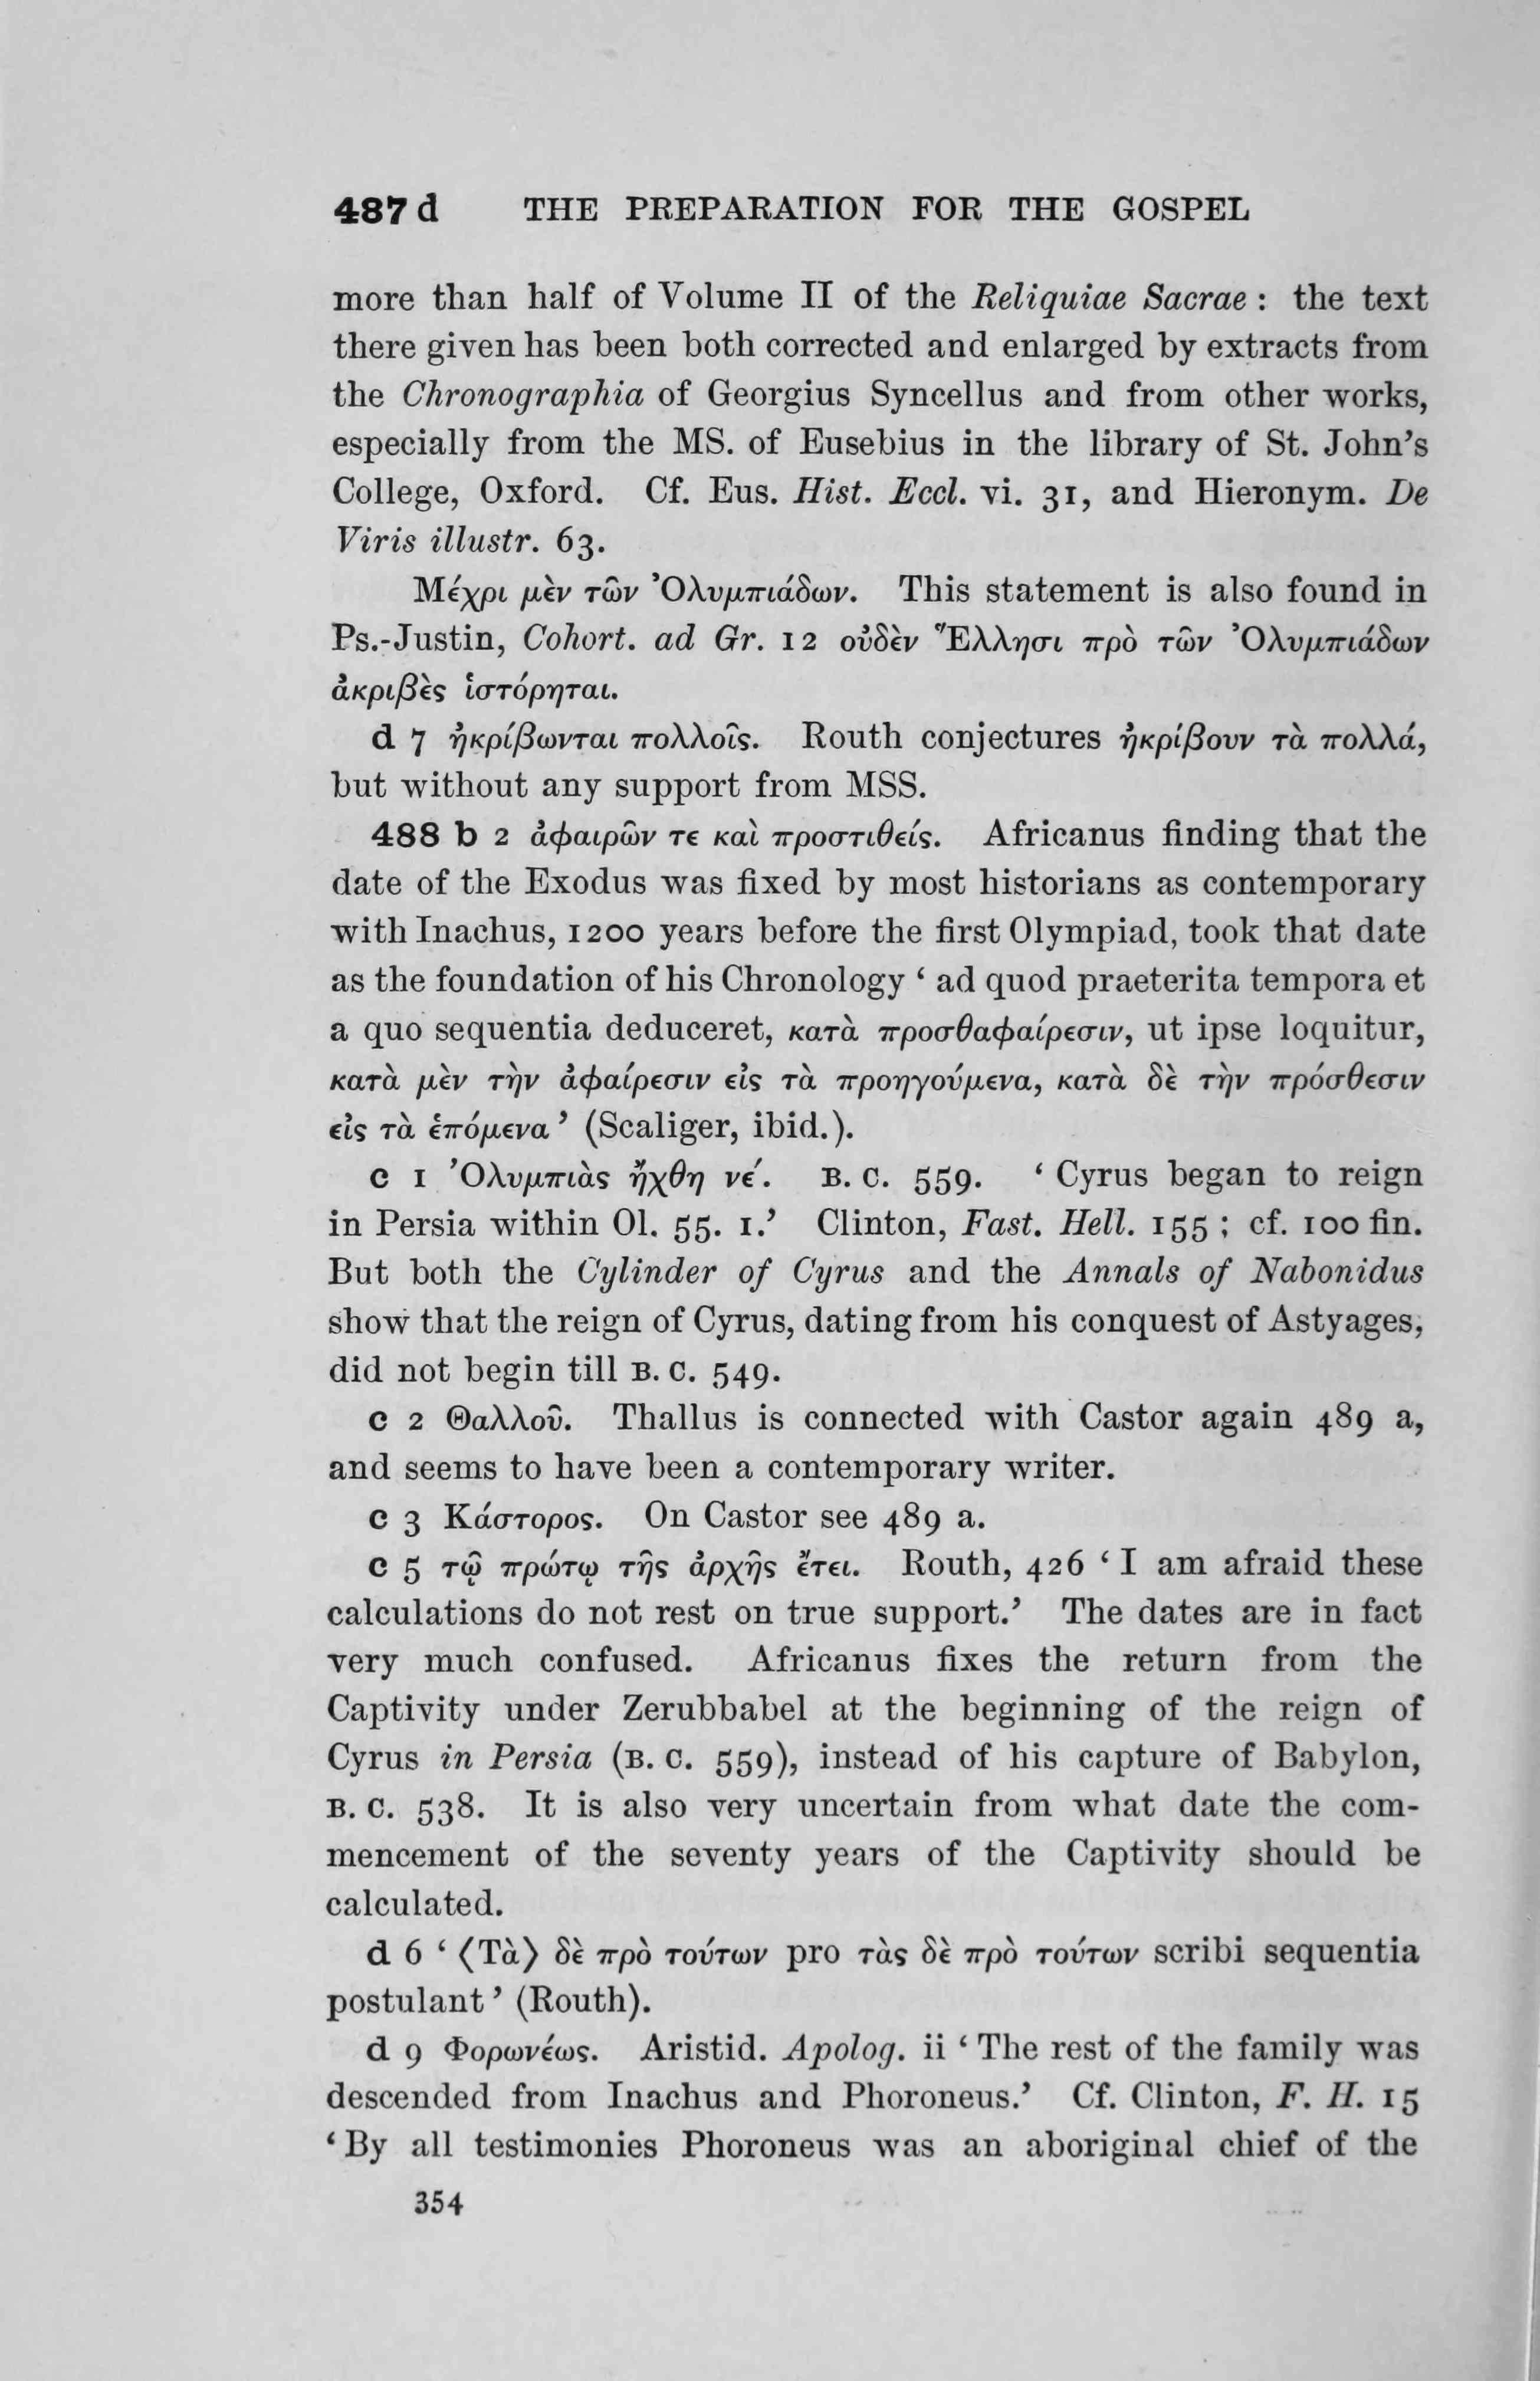 487 d THE PREPARATION FOR THE GOSPEL
more than half of Volume II of the Reliquiae Sacrae : the text
there given has been both corrected and enlarged by extracts from
the Chronographia of Georgius Syncellus and from other works,
especially from the MS. of Eusebius in the library of St. John’s
College, Oxford. Cf. Eus. Hist. Eccl. vi. 31, and Hieronym. De
Viris illustr. 63.
Μέχρι μὲν τῶν Ὀλυμπιάδων. This statement is also found in
Ps.-Justin, Cohort. ad Gr. 12 οὐδὲν Ἕλλησι πρὸ τῶν Ὀλυμπιάδων
ἀκριβὲς ἱστόρηται.
d 7 ἠκρίβωνται πολλοῖς. Routh conjectures ἠκρίβουν τὰ πολλά,
but without any support from MSS.
488 b 2 ἀφαιρῶν τε καὶ προστιθείς. Africanus finding that the
date of the Exodus was fixed by most historians as contemporary
with Inachus, 1200 years before the first Olympiad, took that date
as the foundation of his Chronology ‘ ad quod praeterita tempora et
a quo sequentia deduceret, κατὰ προσθαφαίρεσιν, ut ipse loquitur,
κατὰ μὲν τὴν ἀφαίρεσιν εἰς τὰ προηγούμενα, κατὰ δὲ τὴν πρόσθεσιν
εἰς τὰ ἑπόμενα ’ (Scaliger, ibid.).
c 1 Ὀλυμπιὰς ἤχθη νέ. B. C. 559. ‘ Cyrus began to reign
in Persia within Ol. 55. 1.’ Clinton, Fast. Hell. 155 ; cf. 100 fin.
But both the Cylinder of Cyrus and the Annals of Nabonidus
show that the reign of Cyrus, dating from his conquest of Astyages,
did not begin till B. C. 549.
c 2 Θαλλοῦ. Thallus is connected with Castor again 489 a,
and seems to have been a contemporary writer.
c 3 Κάστορος. On Castor see 489 a.
c 5 τῷ πρώτῳ τῆς ἀρχῆς ἔτει. Routh, 426 ‘ I am afraid these
calculations do not rest on true support.’ The dates are in fact
very much confused. Africanus fixes the return from the
Captivity under Zerubbabel at the beginning of the reign of
Cyrus in Persia (B. C. 559), instead of his capture of Babylon,
B. C. 538. It is also very uncertain from what date the com-
mencement of the seventy years of the Captivity should be
calculated.
d 6 ‘ ⟨Τὰ⟩ δὲ πρὸ τούτων pro τὰς δὲ πρὸ τούτων scribi sequentia
postulant ’ (Routh).
d 9 Φορωνέως. Aristid. Apolog. ii ‘ The rest of the family was
descended from Inachus and Phoroneus.’ Cf. Clinton, F. H. 15
‘ By all testimonies Phoroneus was an aboriginal chief of the
354